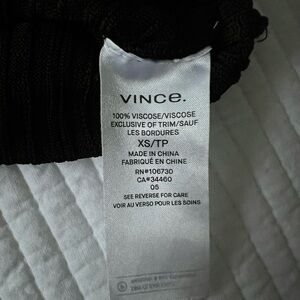 VINCE.
100% VISCOSE/VISCOSE
EXCLUSIVE OF TRIM/SAUF
LES BORDURES
XS/TP
MADE IN CHINA
FABRIQUÉ EN CHINE
RN#106730
CA#34460
05
SEE REVERSE FOR CARE
VOIR AU VERSO POUR LES SOINS